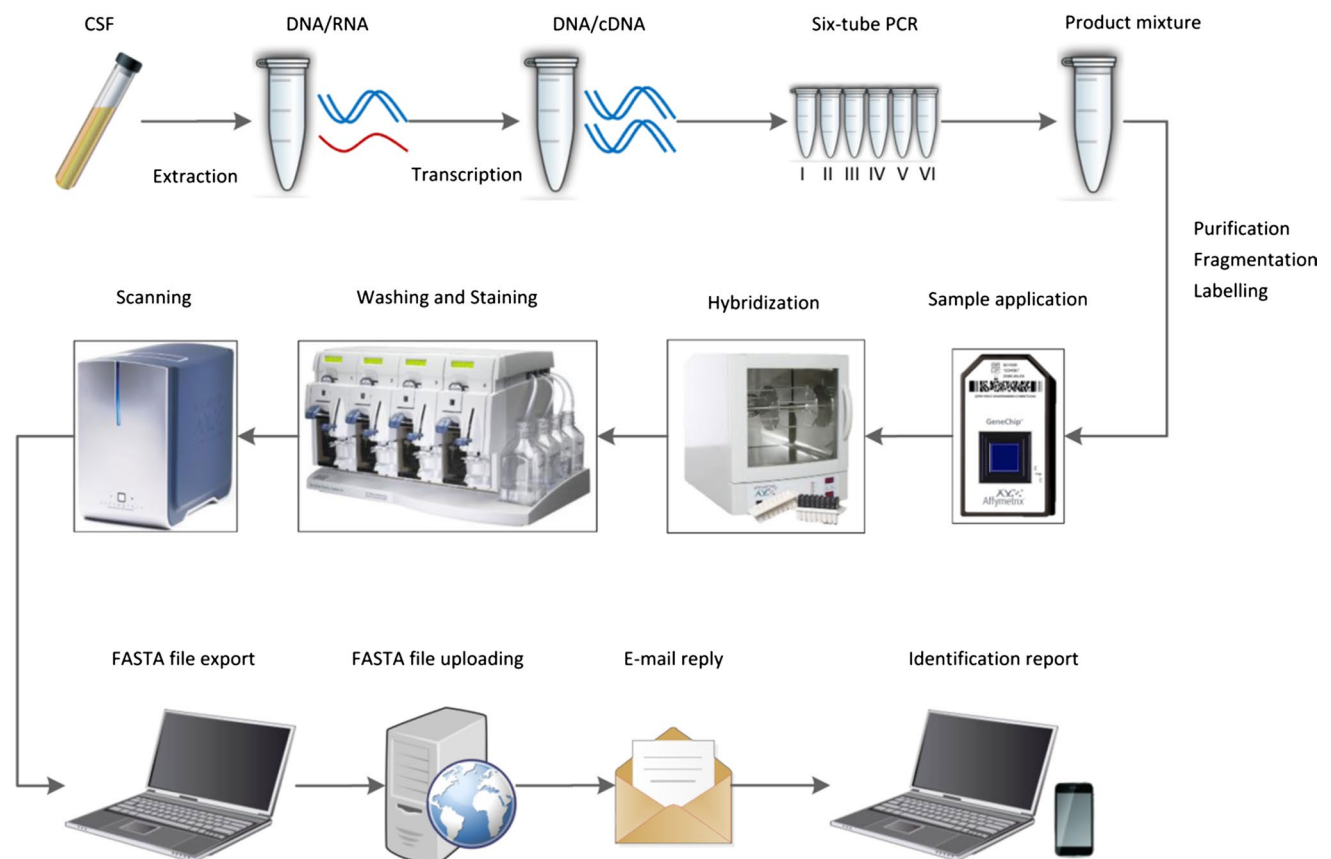 CSF
DNA/RNA
DNA/cDNA
Six-tube PCR
Product mixture
Extraction
Transcription
I II III IV V VI
Purification
Fragmentation
Labelling
Scanning
Washing and Staining
Hybridization
Sample application
GeneChip
Affymetrix
FASTA file export
FASTA file uploading
E-mail reply
Identification report